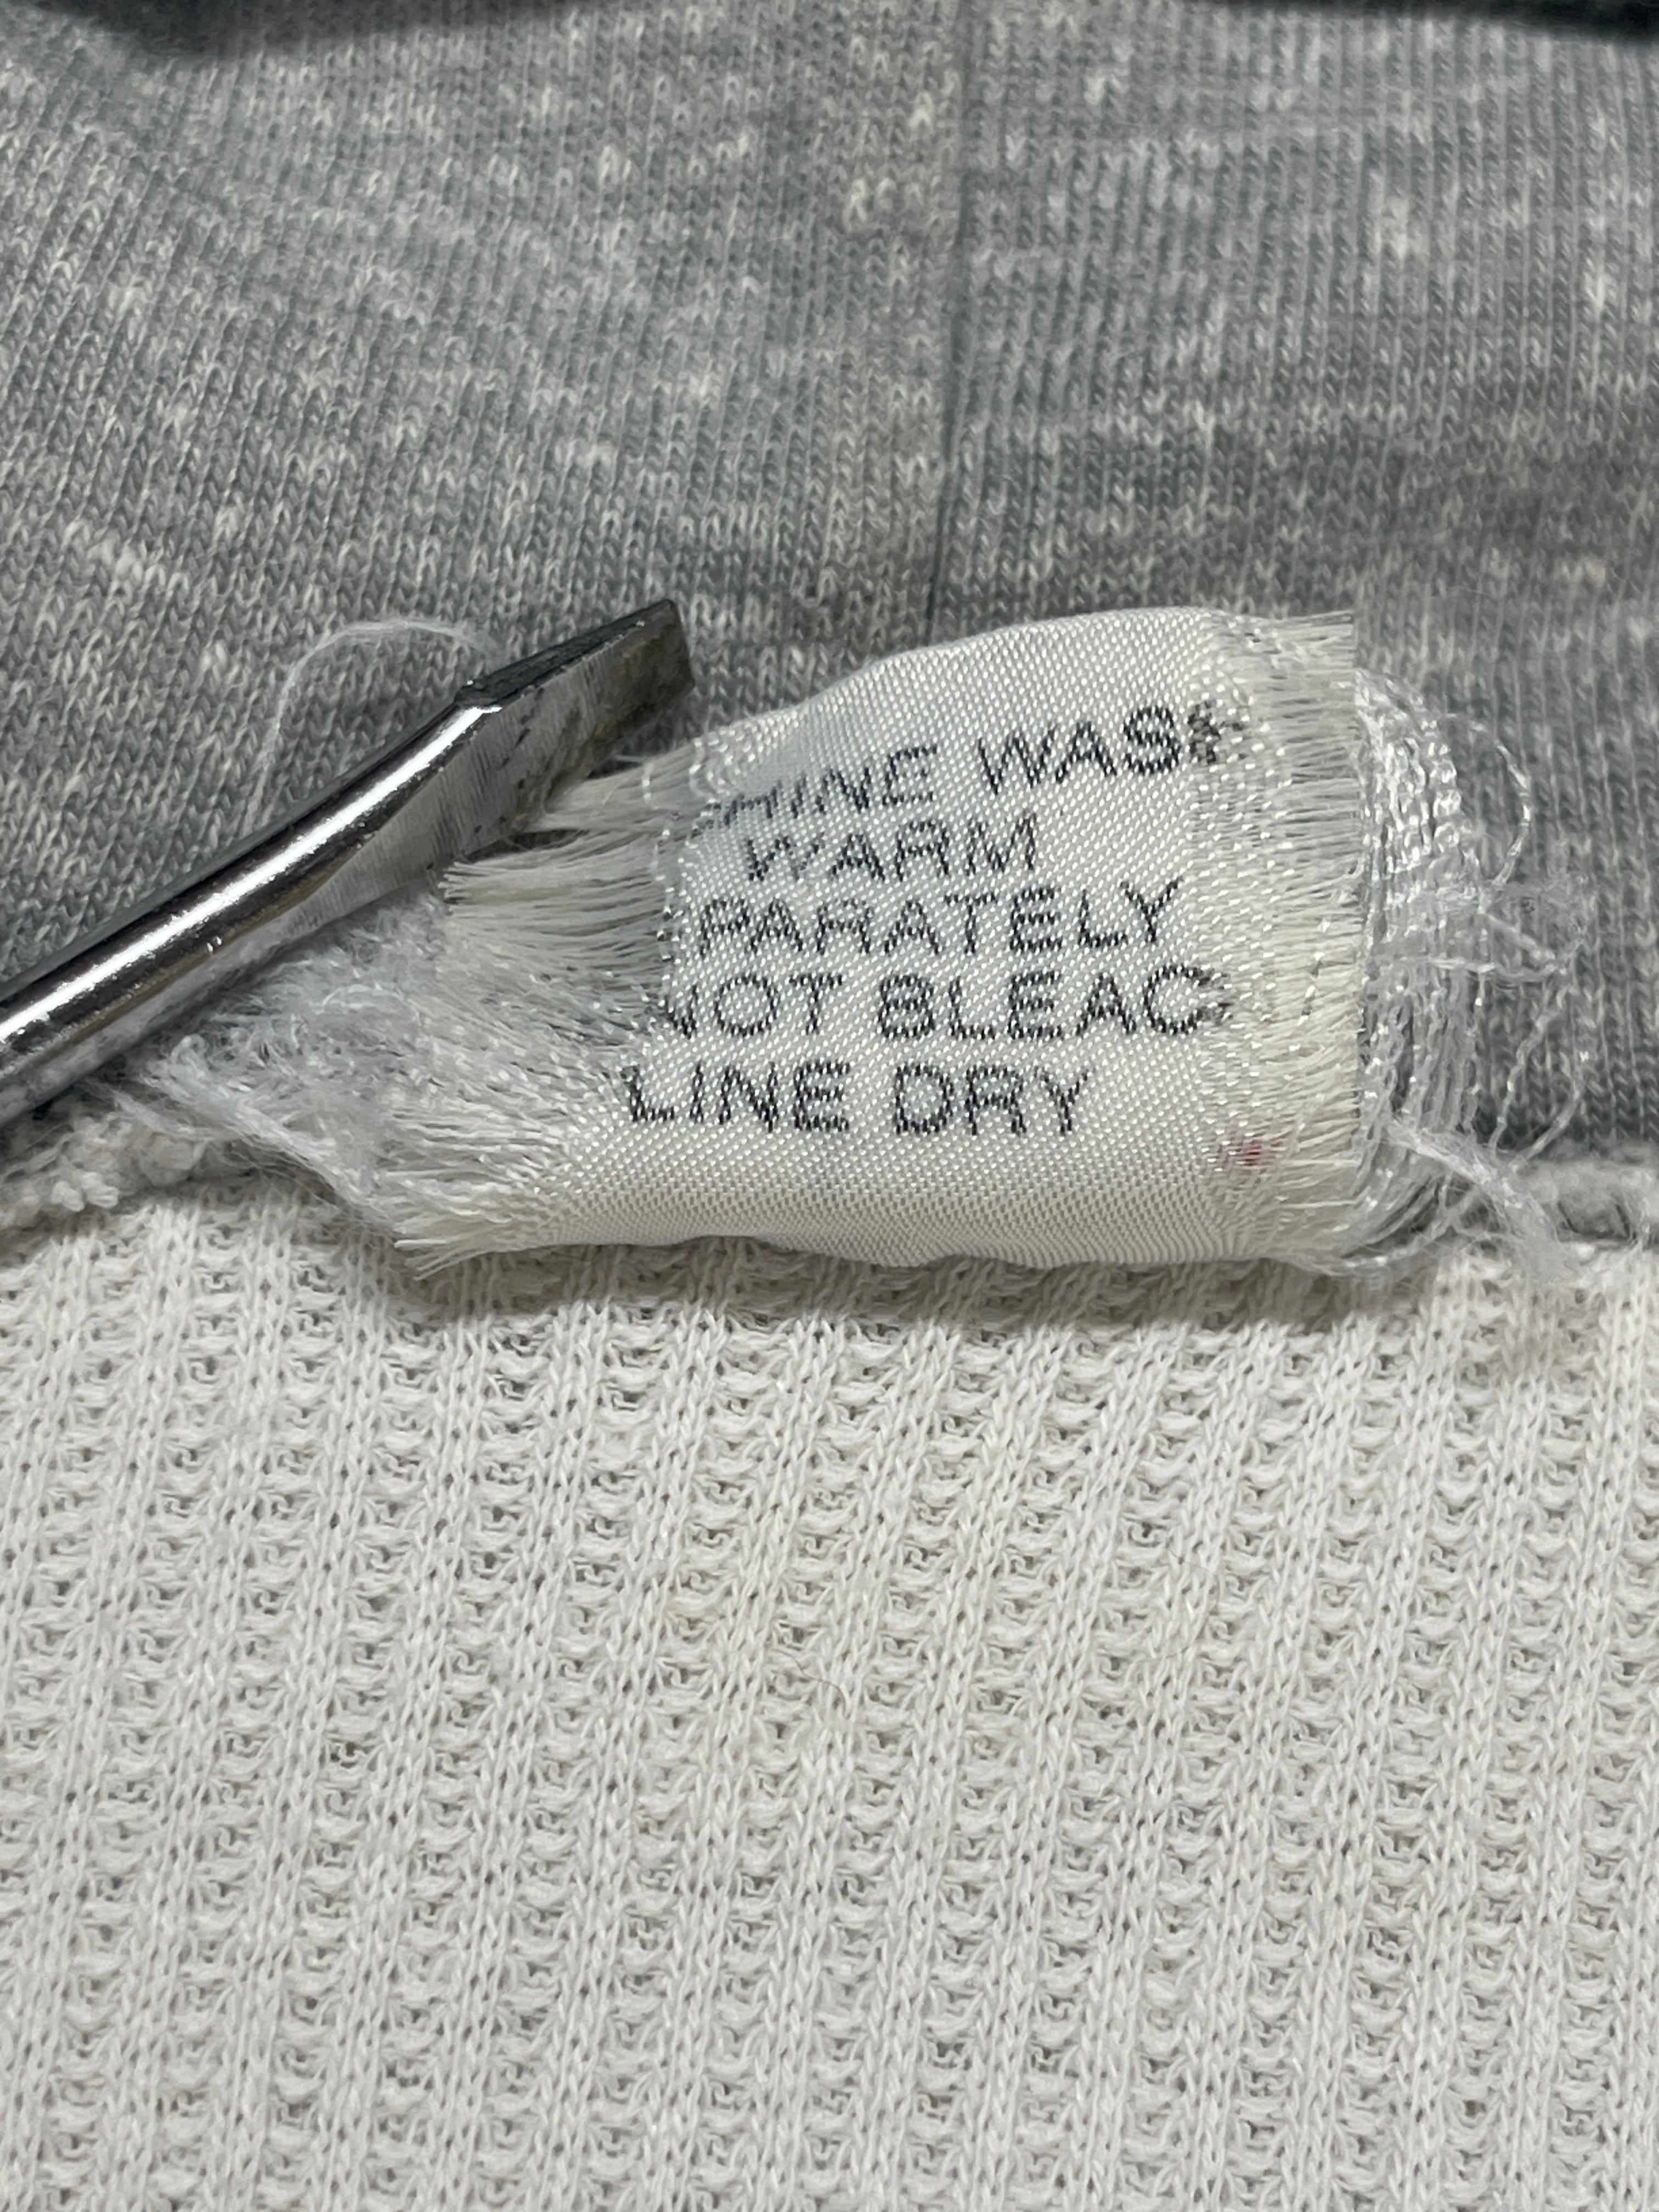 HINE WASH
WARM
PARATELY
NOT BLEAC
LINE DRY